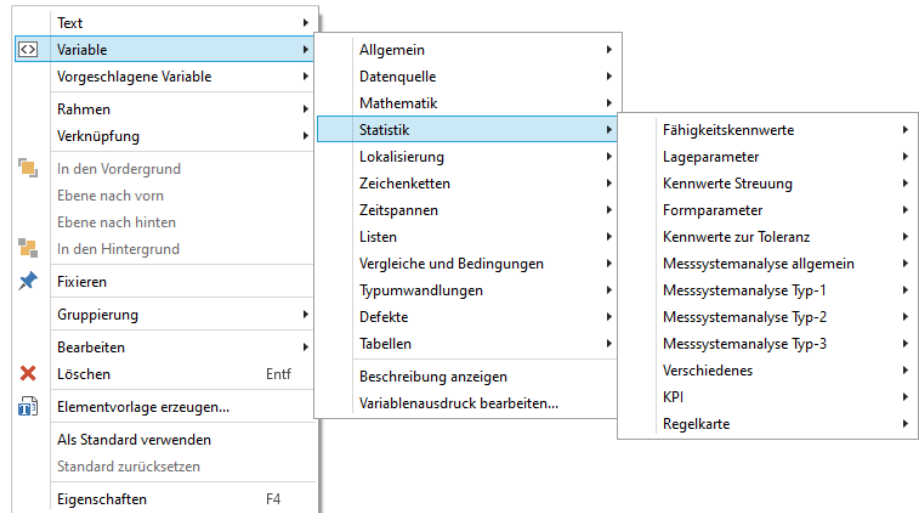 Text
Variable
Vorgeschlagene Variable
Rahmen
Verknüpfung
In den Vordergrund
Ebene nach vorn
Ebene nach hinten
In den Hintergrund
Fixieren
Gruppierung
Bearbeiten
Löschen Entf
Elementvorlage erzeugen...
Als Standard verwenden
Standard zurücksetzen
Eigenschaften F4
Allgemein
Datenquelle
Mathematik
Statistik
Lokalisierung
Zeichenketten
Zeitspannen
Listen
Vergleiche und Bedingungen
Typumwandlungen
Defekte
Tabellen
Beschreibung anzeigen
Variablenausdruck bearbeiten...
Fähigkeitskennwerte
Lageparameter
Kennwerte Streuung
Formparameter
Kennwerte zur Toleranz
Messsystemanalyse allgemein
Messsystemanalyse Typ-1
Messsystemanalyse Typ-2
Messsystemanalyse Typ-3
Verschiedenes
KPI
Regelkarte